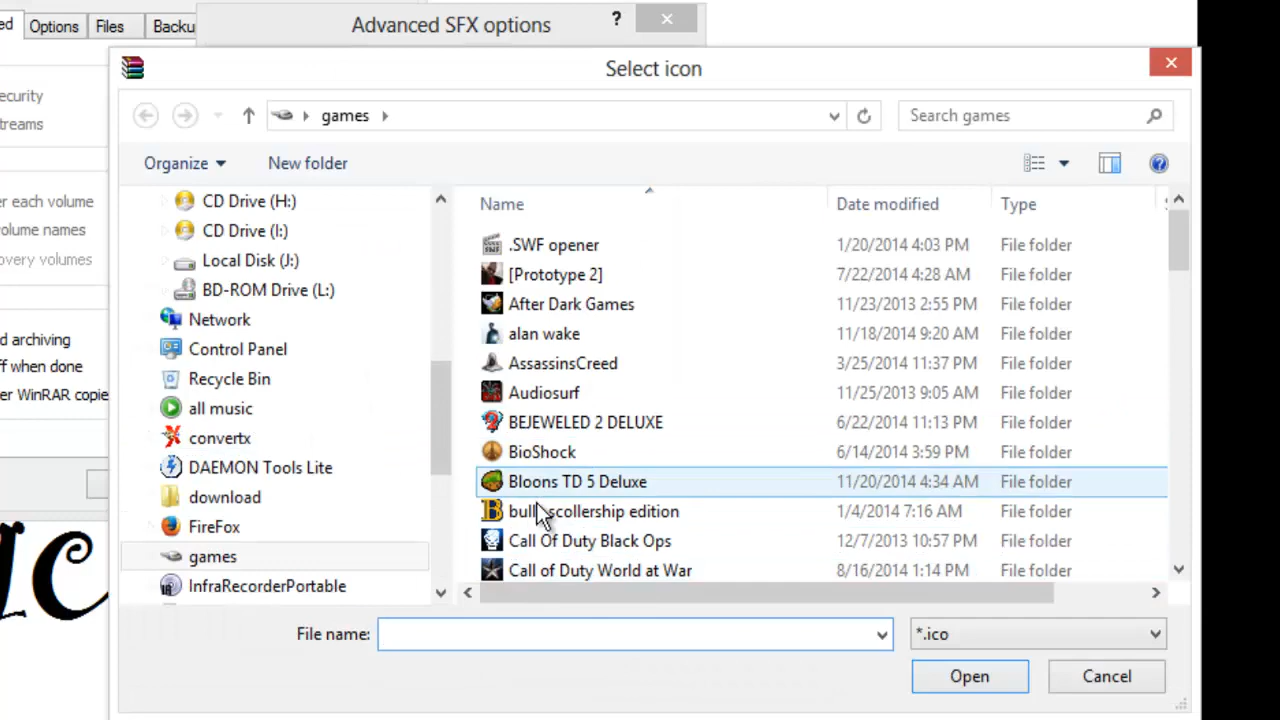 ed Options Files Backu
Advanced SFX options ?
Select icon
games
Search games
Organize
New folder
ecurity
treams
er each volume
olume names
overy volumes
d archiving
ff when done
er WinRAR copie
CD Drive (H:)
CD Drive (I:)
Local Disk (J:)
BD-ROM Drive (L:)
Network
Control Panel
Recycle Bin
all music
convertx
DAEMON Tools Lite
download
FireFox
games
InfraRecorderPortable
Name Date modified Type
.SWF opener 1/20/2014 4:03 PM File folder
[Prototype 2] 7/22/2014 4:28 AM File folder
After Dark Games 11/23/2013 2:55 PM File folder
alan wake 11/18/2014 9:20 AM File folder
AssassinsCreed 3/25/2014 11:37 PM File folder
Audiosurf 11/25/2013 9:05 AM File folder
BEJEWELED 2 DELUXE 6/22/2014 11:13 PM File folder
BioShock 6/14/2014 3:59 PM File folder
Bloons TD 5 Deluxe 11/20/2014 4:34 AM File folder
scollership edition 1/4/2014 7:16 AM File folder
Call Of Duty Black Ops 12/7/2013 10:57 PM File folder
Call of Duty World at War 8/16/2014 1:14 PM File folder
File name:
*.ico
Open
Cancel